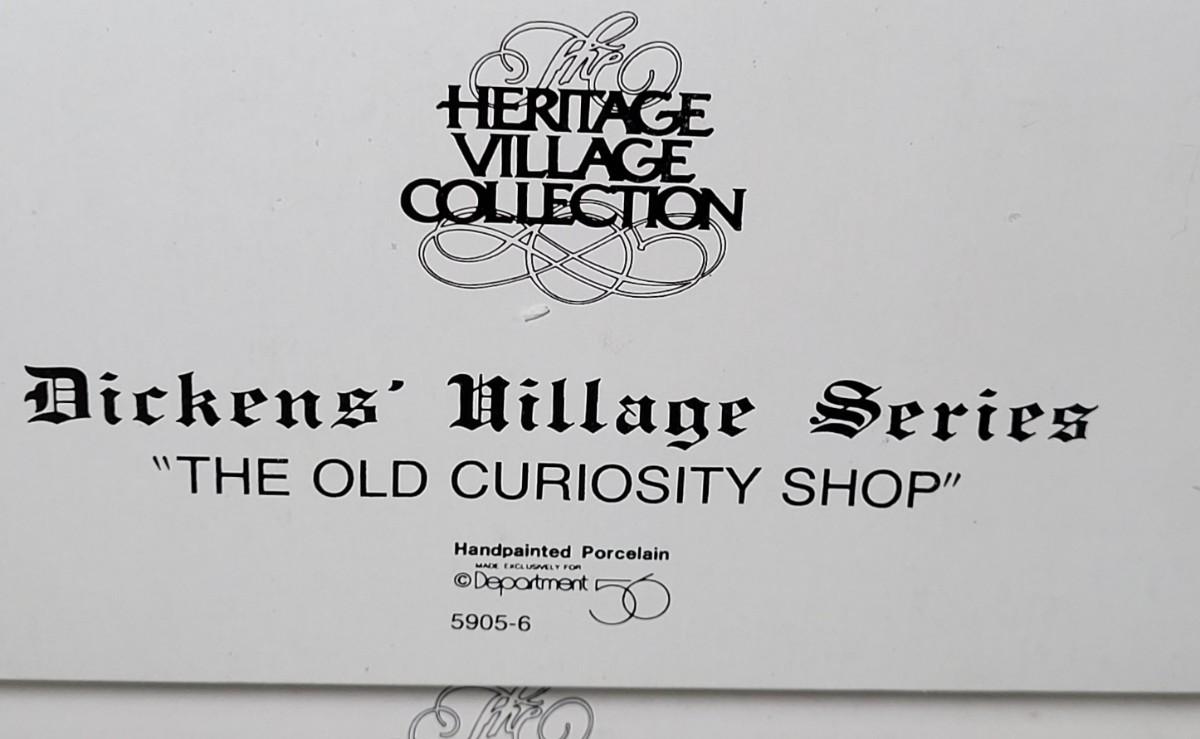 The
HERITAGE
VILLAGE
COLLECTION
Dickens' Village Series
"THE OLD CURIOSITY SHOP"
Handpainted Porcelain
MADE EXCLUSIVELY FOR
©Department 56
5905-6
The